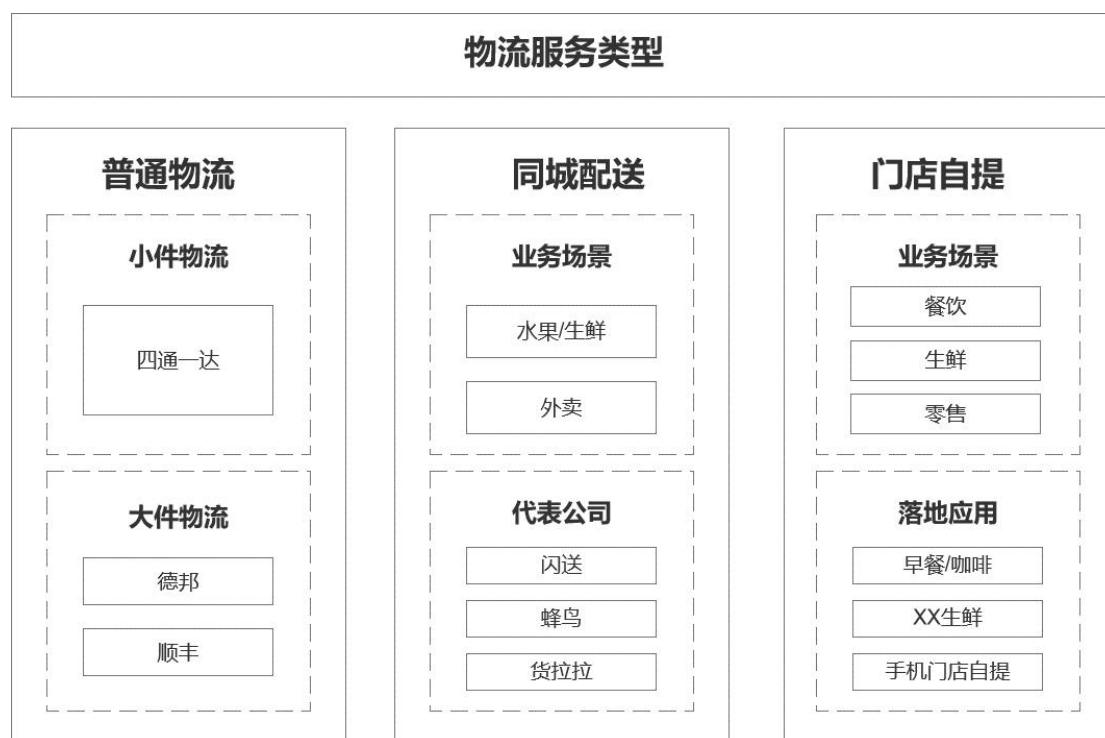 物流服务类型
普通物流
小件物流
四通一达
大件物流
德邦
顺丰
同城配送
业务场景
水果/生鲜
外卖
代表公司
闪送
蜂鸟
货拉拉
门店自提
业务场景
餐饮
生鲜
零售
落地应用
早餐/咖啡
XX生鲜
手机门店自提